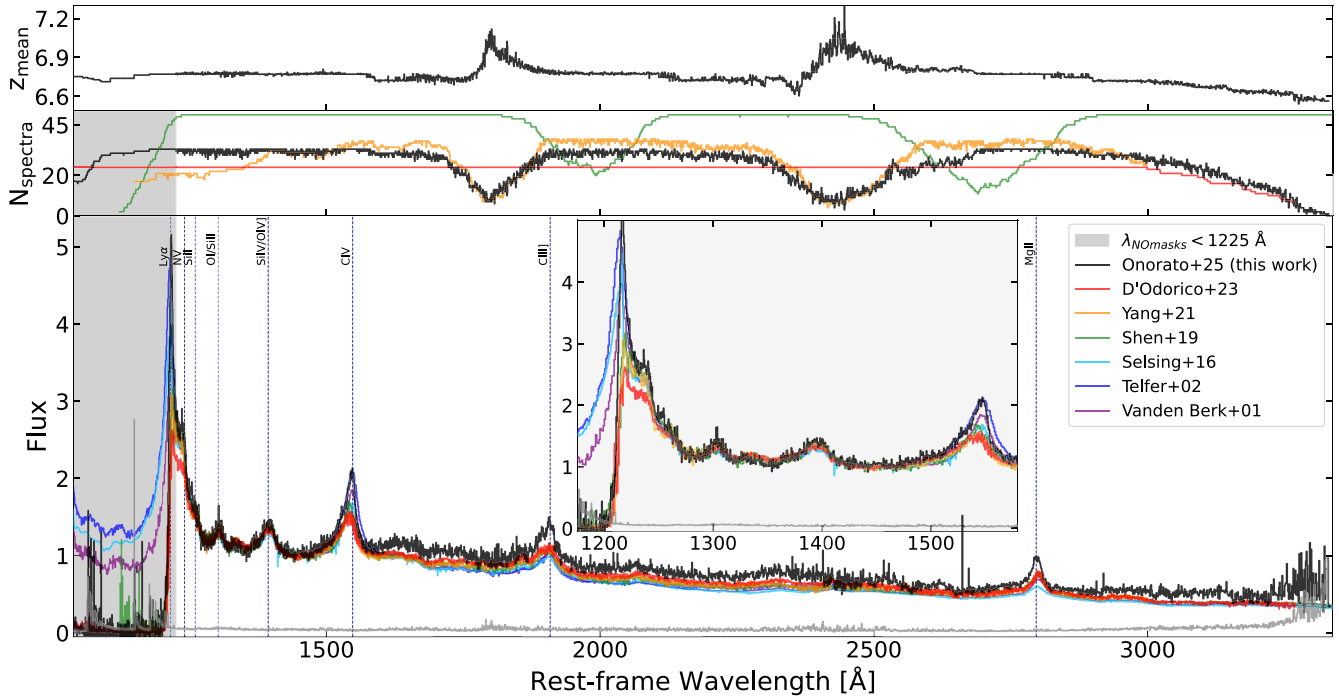 7.2
6.9
6.6
z_mean
45
20
0
N_spectra
Lyα
NV
SiII
OI/SiII
SiIV/OIV]
CIV
CIII]
MgII
5
4
3
2
1
0
Flux
4
3
2
1
0
1200
1300
1400
1500
λ_NOmasks < 1225 Å
Onorato+25 (this work)
D'Odorico+23
Yang+21
Shen+19
Selsing+16
Telfer+02
Vanden Berk+01
1500
2000
2500
3000
Rest-frame Wavelength [Å]